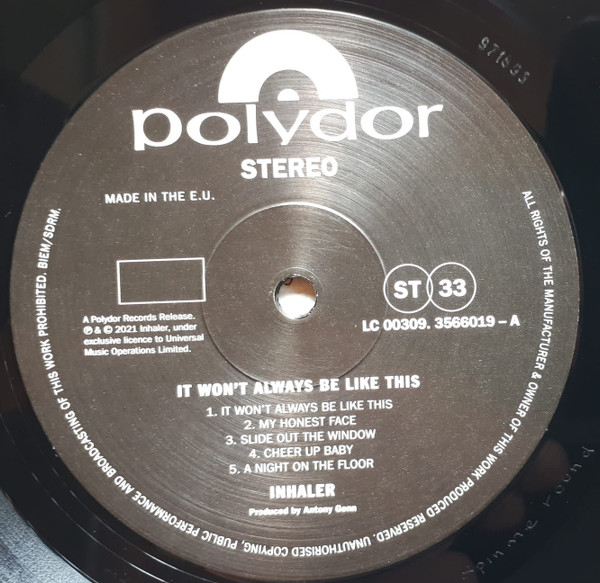 971533
polydor
STEREO
MADE IN THE E.U.
ST 33
LC 00309. 3566019 – A
A Polydor Records Release.
℗ & © 2021 Inhaler, under
exclusive licence to Universal
Music Operations Limited.
IT WON'T ALWAYS BE LIKE THIS
1. IT WON'T ALWAYS BE LIKE THIS
2. MY HONEST FACE
3. SLIDE OUT THE WINDOW
4. CHEER UP BABY
5. A NIGHT ON THE FLOOR
INHALER
Produced by Antony Genn
ALL RIGHTS OF THE MANUFACTURER & OWNER OF THIS WORK PRODUCED RESERVED. UNAUTHORISED COPYING, PUBLIC PERFORMANCE AND BROADCASTING OF THIS WORK PROHIBITED. BIEM/SDRM.
me round